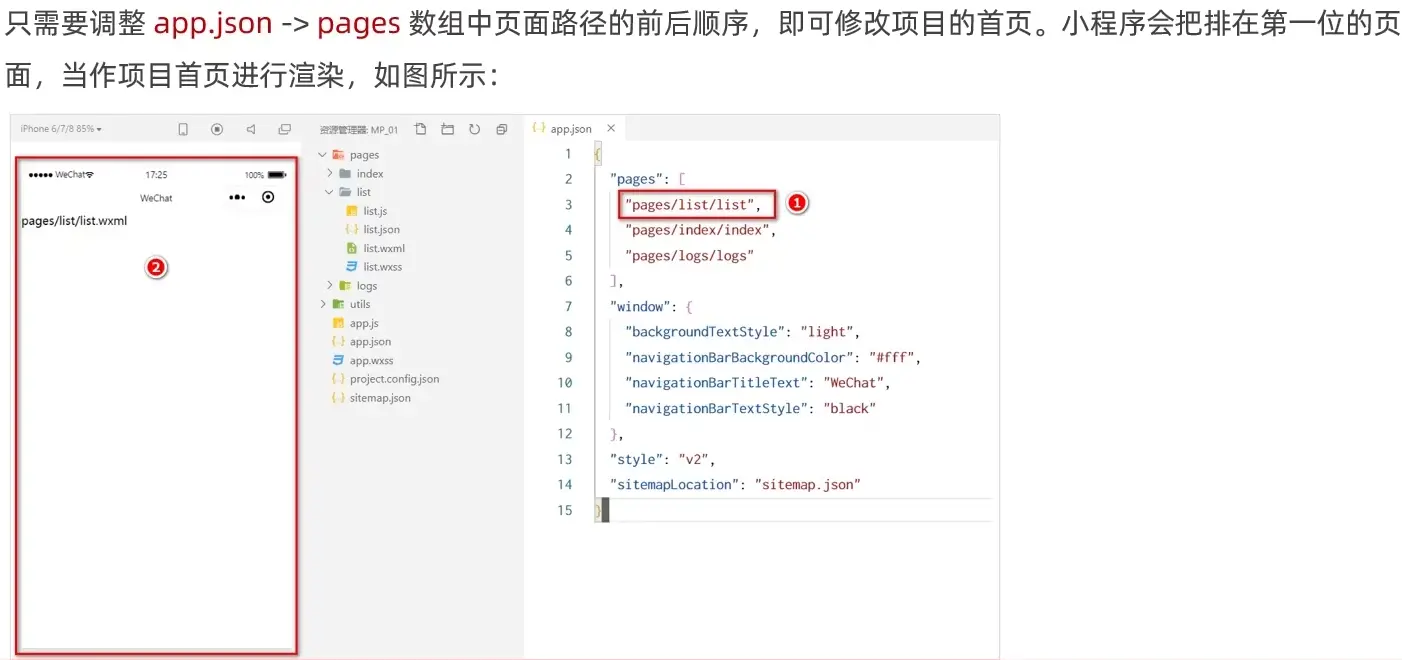 只需要调整 app.json -> pages 数组中页面路径的前后顺序，即可修改项目的首页。小程序会把排在第一位的页
面，当作项目首页进行渲染，如图所示：
iPhone 6/7/8 85%
资源管理器: MP_01
app.json
WeChat
17:25
100%
WeChat
pages/list/list.wxml
2
pages
index
list
list.js
list.json
list.wxml
list.wxss
logs
utils
app.js
app.json
app.wxss
project.config.json
sitemap.json
1 {
2 "pages": [
3 "pages/list/list",
1
4 "pages/index/index",
5 "pages/logs/logs"
6 ],
7 "window": {
8 "backgroundTextStyle": "light",
9 "navigationBarBackgroundColor": "#fff",
10 "navigationBarTitleText": "WeChat",
11 "navigationBarTextStyle": "black"
12 },
13 "style": "v2",
14 "sitemapLocation": "sitemap.json"
15 }